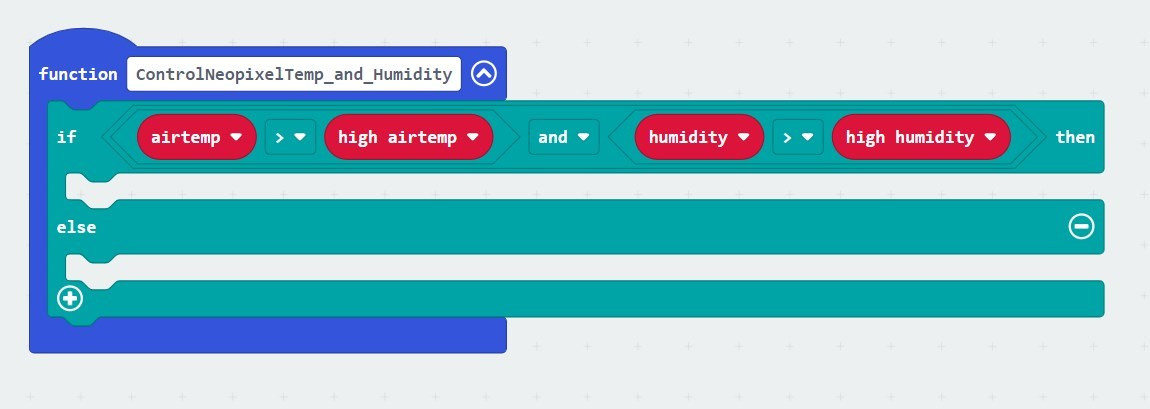 function ControlNeopixelTemp_and_Humidity
if airtemp > high airtemp and humidity > high humidity then
else